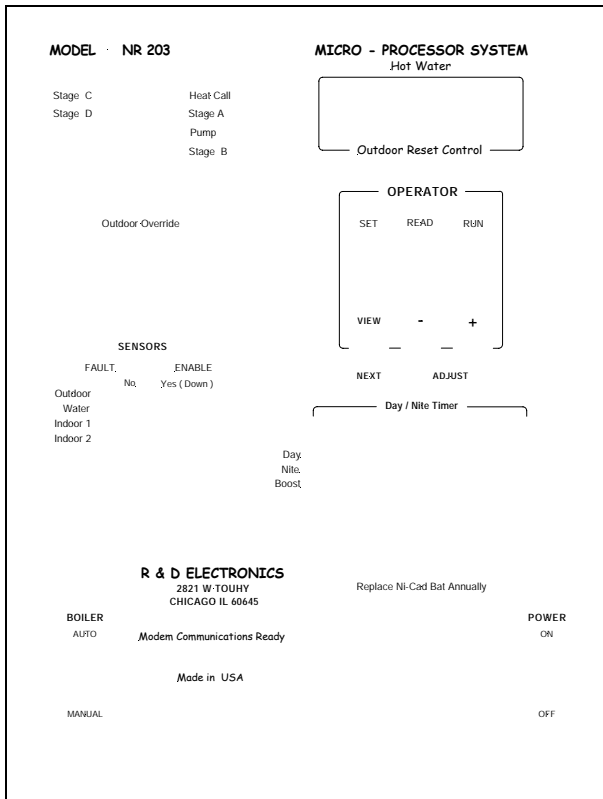 MODEL NR 203
MICRO - PROCESSOR SYSTEM
Hot Water
Stage C Heat Call
Stage D Stage A
Pump
Stage B
Outdoor Reset Control
OPERATOR
SET READ RUN
Outdoor Override
VIEW - +
NEXT ADJUST
SENSORS
FAULT ENABLE
No Yes ( Down )
Outdoor
Water
Indoor 1
Indoor 2
Day / Nite Timer
Day
Nite
Boost
R & D ELECTRONICS
2821 W TOUHY
CHICAGO IL 60645
Replace Ni-Cad Bat Annually
BOILER
AUTO
Modem Communications Ready
POWER
ON
Made in USA
MANUAL
OFF